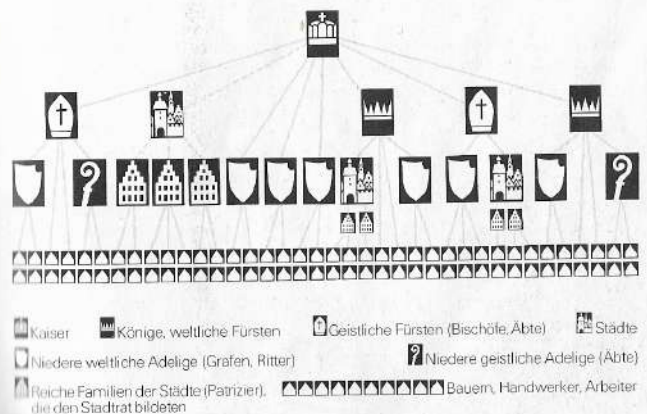 Kaiser
Könige, weltliche Fürsten
Geistliche Fürsten (Bischöfe, Äbte)
Städte
Niedere weltliche Adelige (Grafen, Ritter)
Niedere geistliche Adelige (Äbte)
Reiche Familien der Städte (Patrizier),
die den Stadtrat bildeten
Bauern, Handwerker, Arbeiter